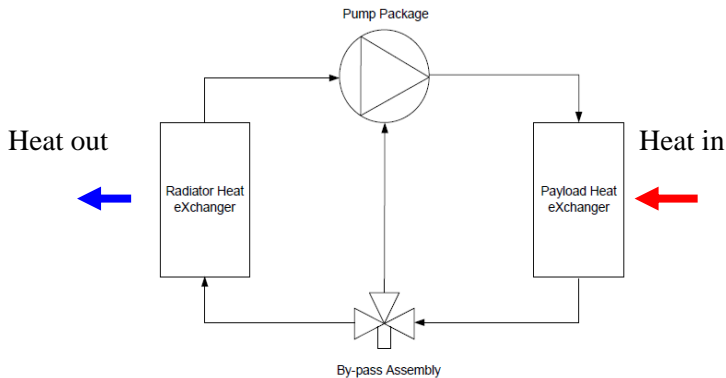 Pump Package
Heat out
Heat in
Radiator Heat
eXchanger
Payload Heat
eXchanger
By-pass Assembly